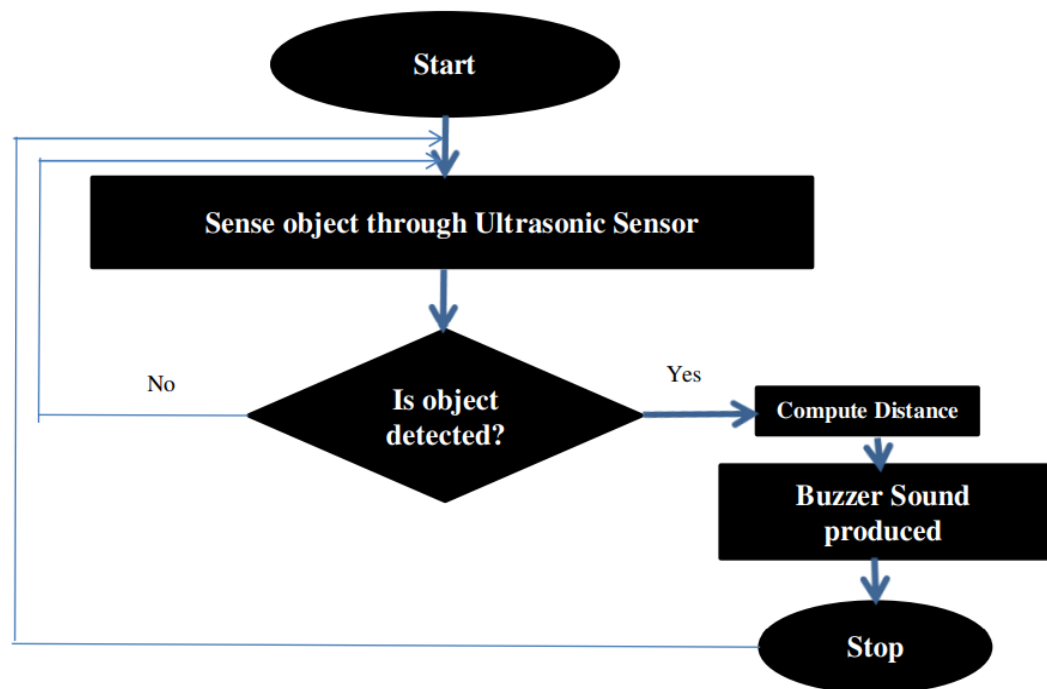 Start
Sense object through Ultrasonic Sensor
No
Is object
detected?
Yes
Compute Distance
Buzzer Sound
produced
Stop